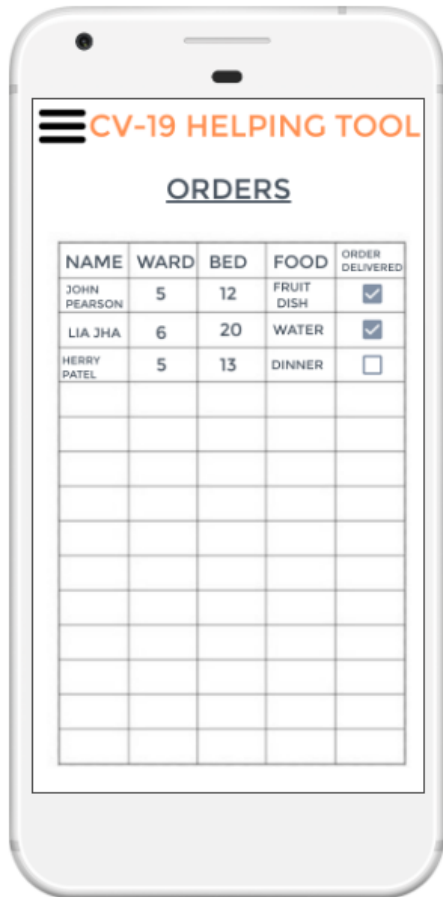 CV-19 HELPING TOOL
ORDERS
NAME WARD BED FOOD ORDER DELIVERED
JOHN PEARSON 5 12 FRUIT DISH
LIA JHA 6 20 WATER
HERRY PATEL 5 13 DINNER